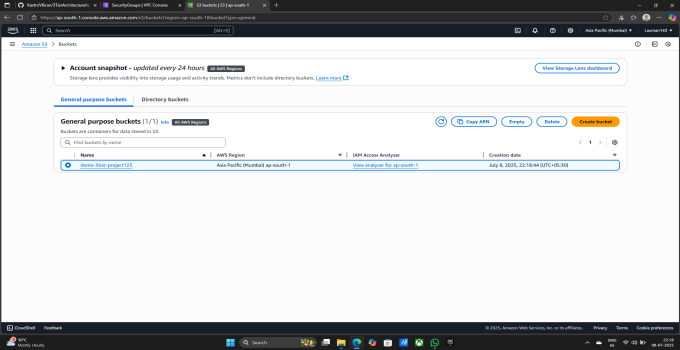 KastroVKiran/3TierArchitectureA
SecurityGroups | VPC Console
S3 buckets | S3 | ap-south-1
https://ap-south-1.console.aws.amazon.com/s3/buckets?region=ap-south-1&bucketType=general
aws
Search
[Alt+S]
Asia Pacific (Mumbai)
Amazon S3
Buckets
Account snapshot - updated every 24 hours
All AWS Regions
Storage lens provides visibility into storage usage and activity trends. Metrics don't include directory buckets. Learn more
View Storage Lens dashboard
General purpose buckets
Directory buckets
General purpose buckets (1/1) Info
All AWS Regions
Copy ARN
Empty
Delete
Create bucket
Buckets are containers for data stored in S3.
Find buckets by name
1
Name
AWS Region
IAM Access Analyzer
Creation date
demo-3tier-project123
Asia Pacific (Mumbai) ap-south-1
View analyzer for ap-south-1
July 8, 2025, 22:18:44 (UTC+05:30)
CloudShell
Feedback
© 2025, Amazon Web Services, Inc. or its affiliates.
Privacy
Terms
Cookie preferences
30°C
Mostly cloudy
Search
ENG
IN
22:19
08-07-2025